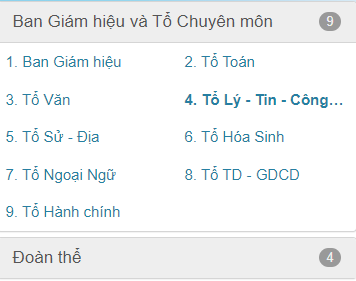 Ban Giám hiệu và Tổ Chuyên môn 9
1. Ban Giám hiệu 2. Tổ Toán
3. Tổ Văn 4. Tổ Lý - Tin - Công...
5. Tổ Sử - Địa 6. Tổ Hóa Sinh
7. Tổ Ngoại Ngữ 8. Tổ TD - GDCD
9. Tổ Hành chính
Đoàn thể 4